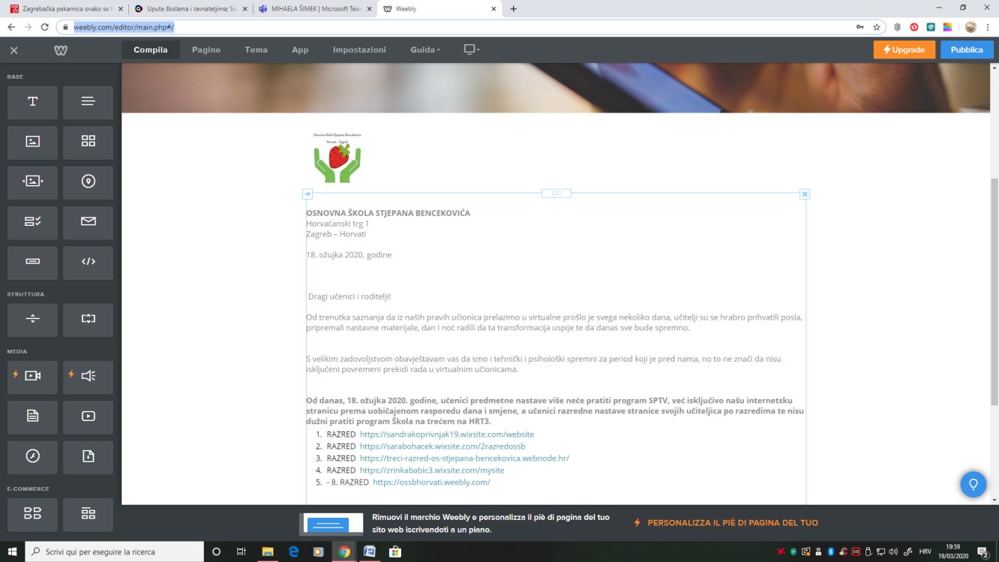 Zagrebačka pekarnica ovako se b
Upute školama i ravnateljima; Svi
MIHAELA ŠIMEK | Microsoft Team
Weebly
weebly.com/editor/main.php#/
Compila
Pagine
Tema
App
Impostazioni
Guida
Upgrade
Pubblica
BASE
STRUTTURA
MEDIA
E-COMMERCE
Osnovna škola Stjepana Bencekovića
Horvati - Zagreb
OSNOVNA ŠKOLA STJEPANA BENCEKOVIĆA
Horvaćanski trg 1
Zagreb – Horvati
18. ožujka 2020. godine
Dragi učenici i roditelji!
Od trenutka saznanja da iz naših pravih učionica prelazimo u virtualne prošlo je svega nekoliko dana, učitelji su se hrabro prihvatili posla,
pripremali nastavne materijale, dan i noć radili da ta transformacija uspije te da danas sve bude spremno.
S velikim zadovoljstvom obavještavam vas da smo i tehnički i psihološki spremni za period koji je pred nama, no to ne znači da nisu
isključeni povremeni prekidi rada u virtualnim učionicama.
Od danas, 18. ožujka 2020. godine, učenici predmetne nastave više neće pratiti program SPTV, već isključivo našu internetsku
stranicu prema uobičajenom rasporedu dana i smjene, a učenici razredne nastave stranice svojih učiteljica po razredima te nisu
dužni pratiti program Škola na trećem na HRT3.
1. RAZRED https://sandrakoprivnjak19.wixsite.com/website
2. RAZRED https://sarabohacek.wixsite.com/2razredossb
3. RAZRED https://treci-razred-os-stjepana-bencekovica.webnode.hr/
4. RAZRED https://zrinkababic3.wixsite.com/mysite
5. - 8. RAZRED https://ossbhorvati.weebly.com/
Rimuovi il marchio Weebly e personalizza il piè di pagina del tuo
sito web iscrivendoti a un piano.
PERSONALIZZA IL PIÈ DI PAGINA DEL TUO
Scrivi qui per eseguire la ricerca
HRV
19:59
19/03/2020
2